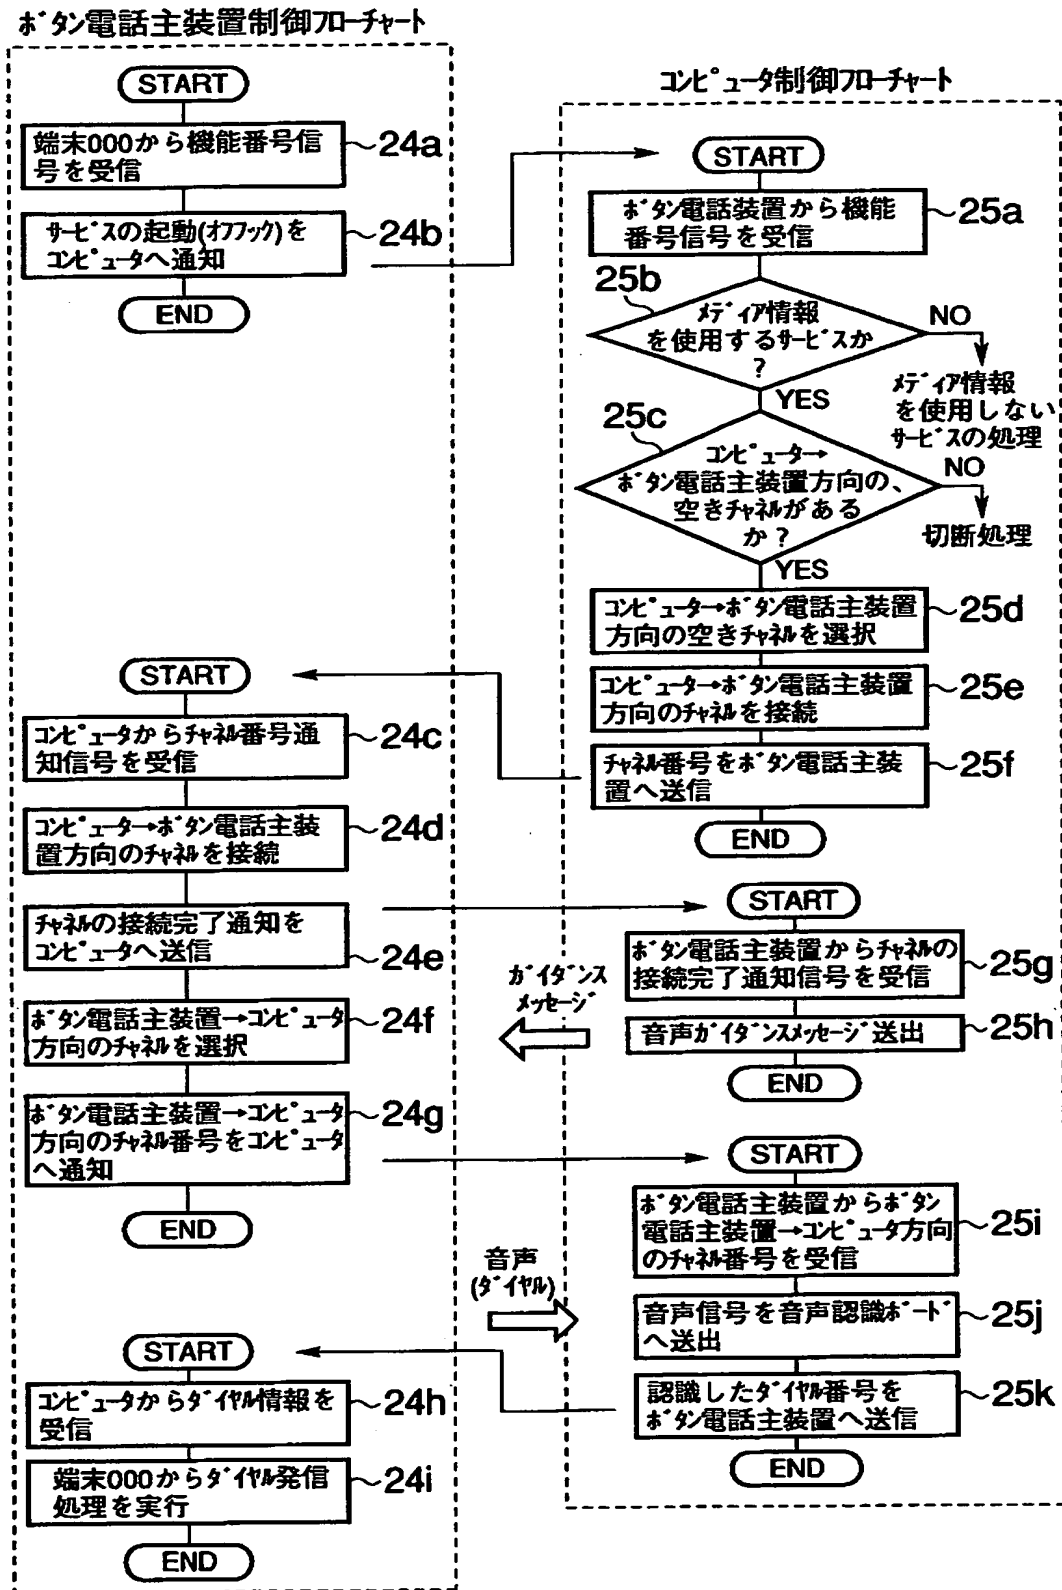 ボタン電話主装置制御フローチャート
START
端末000から機能番号信
号を受信
24a
サービスの起動(オフフック)を
コンピュータへ通知
24b
END
START
コンピュータからチャネル番号通
知信号を受信
24c
コンピューター→ボタン電話主装
置方向のチャネルを接続
24d
チャネルの接続完了通知を
コンピュータへ送信
24e
ボタン電話主装置→コンピュータ
方向のチャネルを選択
24f
ボタン電話主装置→コンピュータ
方向のチャネル番号をコンピュータ
へ通知
24g
END
START
コンピュータからダイヤル情報を
受信
24h
端末000からダイヤル発信
処理を実行
24i
END
ガイダンス
メッセージ
音声
(ダイヤル)
コンピュータ制御フローチャート
START
ボタン電話装置から機能
番号信号を受信
25a
25b
メディア情報
を使用するサービスか
?
NO
メディア情報
を使用しない
サービスの処理
YES
25c
コンピューター→
ボタン電話主装置方向の、
空きチャネルがある
か?
NO
切断処理
YES
コンピューター→ボタン電話主装置
方向の空きチャネルを選択
25d
コンピューター→ボタン電話主装置
方向のチャネルを接続
25e
チャネル番号をボタン電話主装
置へ送信
25f
END
START
ボタン電話主装置からチャネルの
接続完了通知信号を受信
25g
音声ガイダンスメッセージ送出
25h
END
START
ボタン電話主装置からボタン
電話主装置→コンピュータ方向
のチャネル番号を受信
25i
音声信号を音声認識ボード
へ送出
25j
認識したダイヤル番号を
ボタン電話主装置へ送信
25k
END